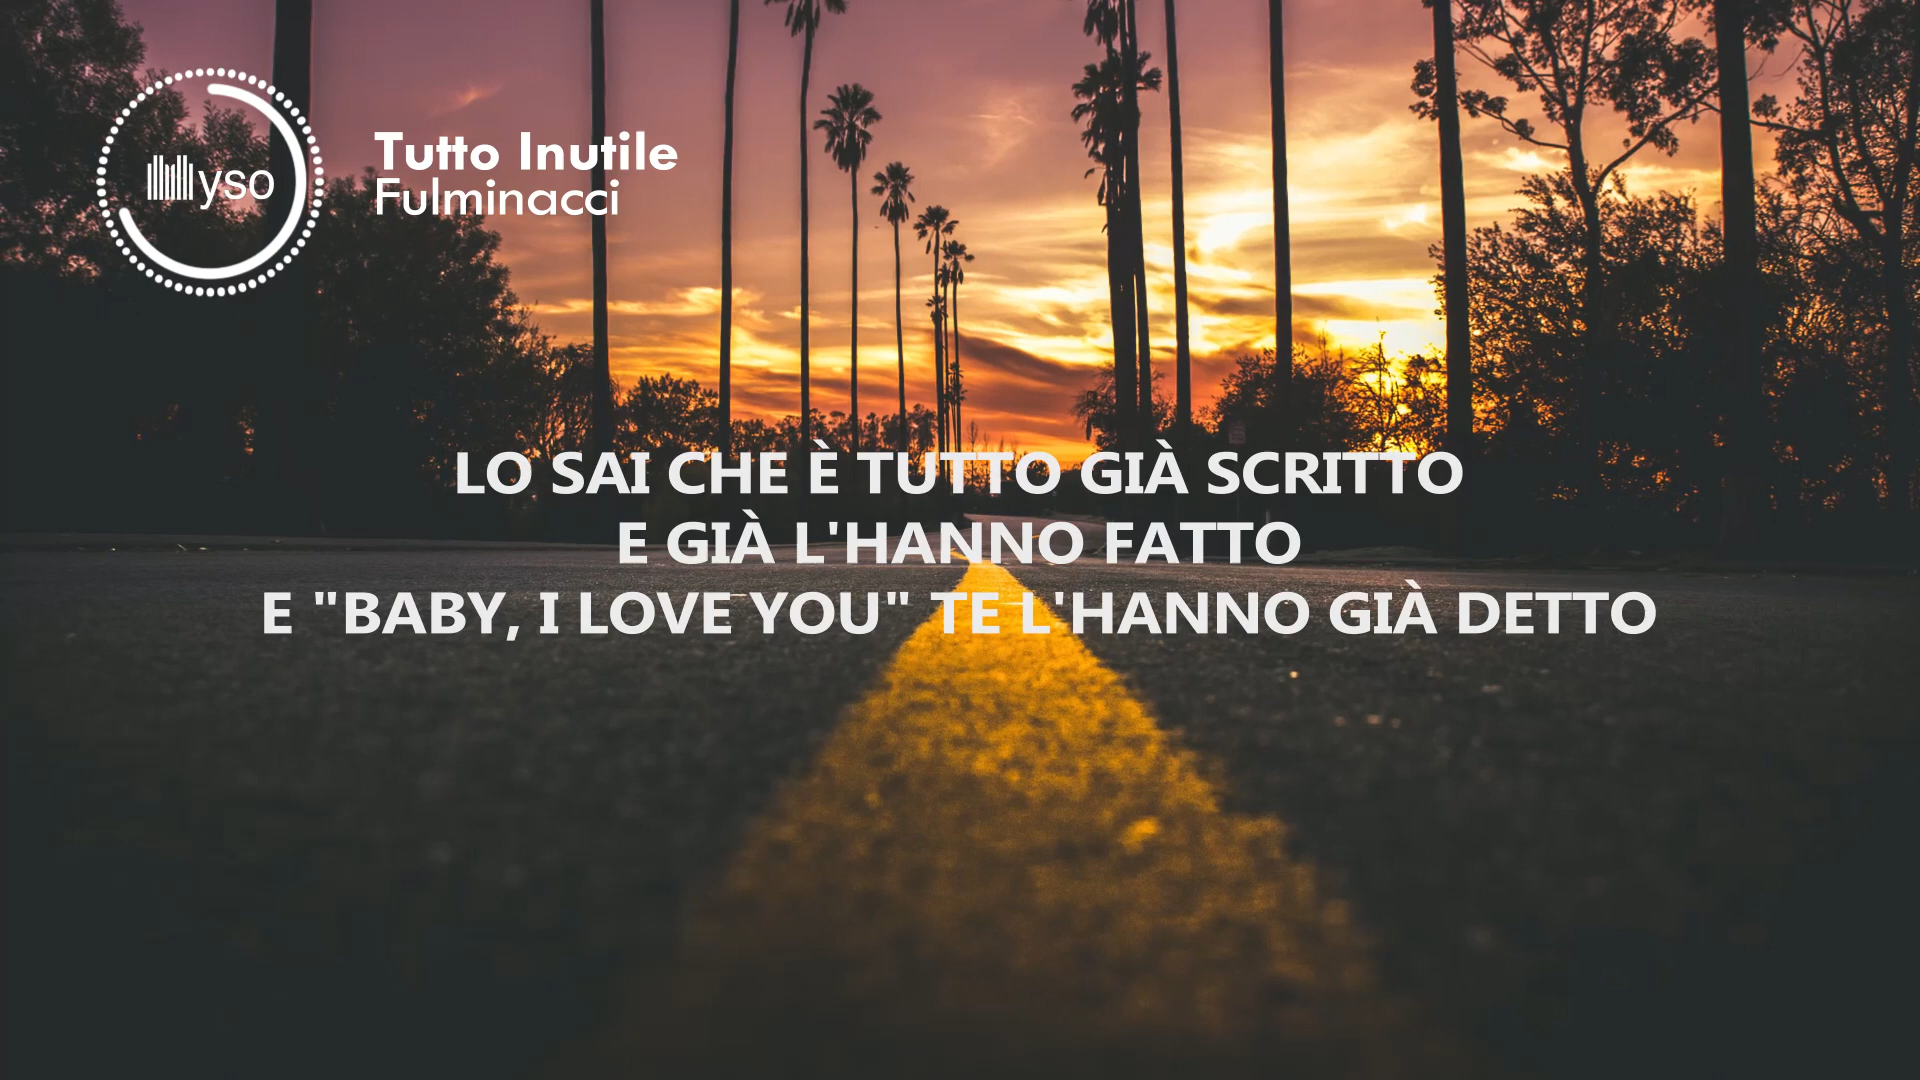 yso
Tutto Inutile
Fulminacci
LO SAI CHE È TUTTO GIÀ SCRITTO
E GIÀ L'HANNO FATTO
E "BABY, I LOVE YOU" TE L'HANNO GIÀ DETTO